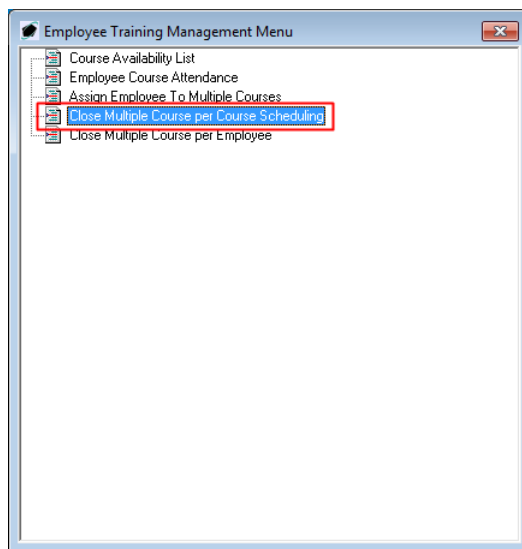 Employee Training Management Menu
Course Availability List
Employee Course Attendance
Assign Employee To Multiple Courses
Close Multiple Course per Course Scheduling
Close Multiple Course per Employee